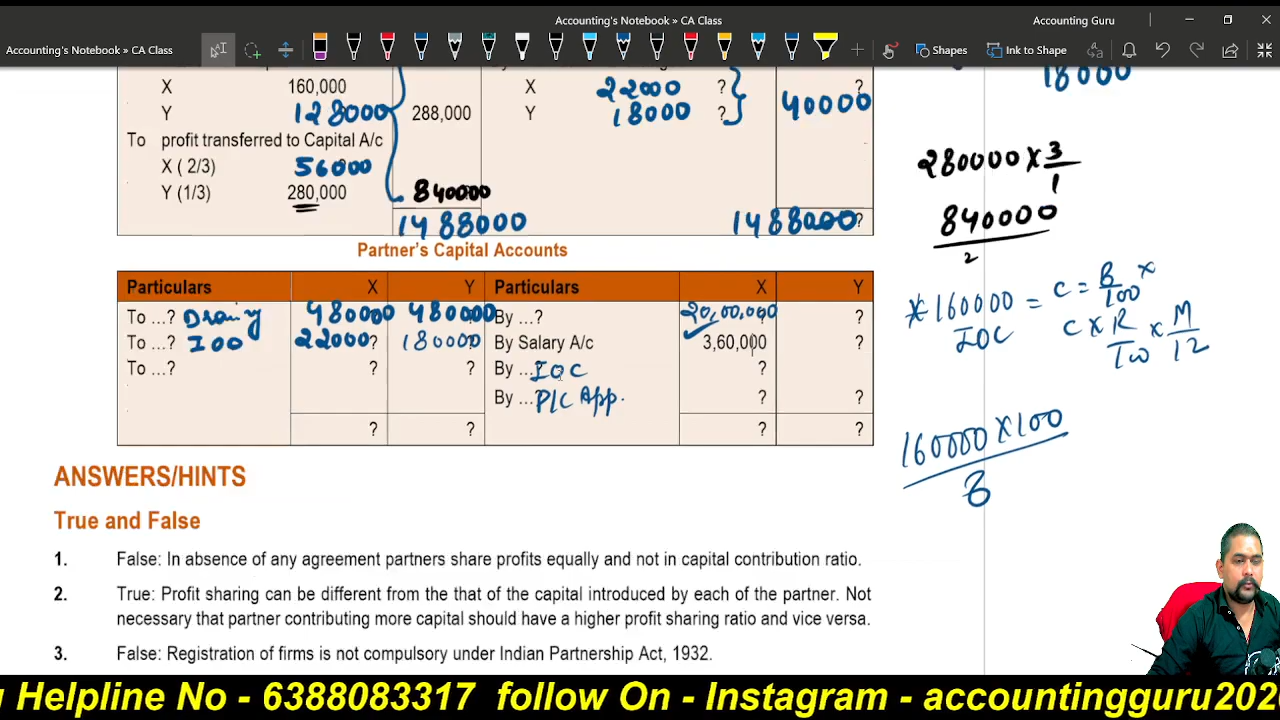 Accounting's Notebook » CA Class
Accounting Guru
Accounting's Notebook » CA Class
Shapes
Ink to Shape
X 160,000 X 22000 ? ?
18000
Y 128000 288,000 Y 18000 ? 40000
To profit transferred to Capital A/c
X ( 2/3) 56000
Y (1/3) 280,000 840000
1488000 1488000 ?
280000 × 3/1
840000
2
Partner's Capital Accounts
Particulars X Y Particulars X Y
To ...? Drawing 480000 480000 By ...? 20,00,000 ? ?
To ...? IOD 22000 ? 180000 By Salary A/c 3,60,000 ?
To ...? ? ? By ...? IOC ? ?
By ...? P/C App. ? ?
? ? ? ?
*160000 = C = B/100 ×
IOC C × R/100 × M/12
160000 × 100
8
ANSWERS/HINTS
True and False
1. False: In absence of any agreement partners share profits equally and not in capital contribution ratio.
2. True: Profit sharing can be different from the that of the capital introduced by each of the partner. Not
necessary that partner contributing more capital should have a higher profit sharing ratio and vice versa.
3. False: Registration of firms is not compulsory under Indian Partnership Act, 1932.
Helpline No - 6388083317 follow On - Instagram - accountingguru202